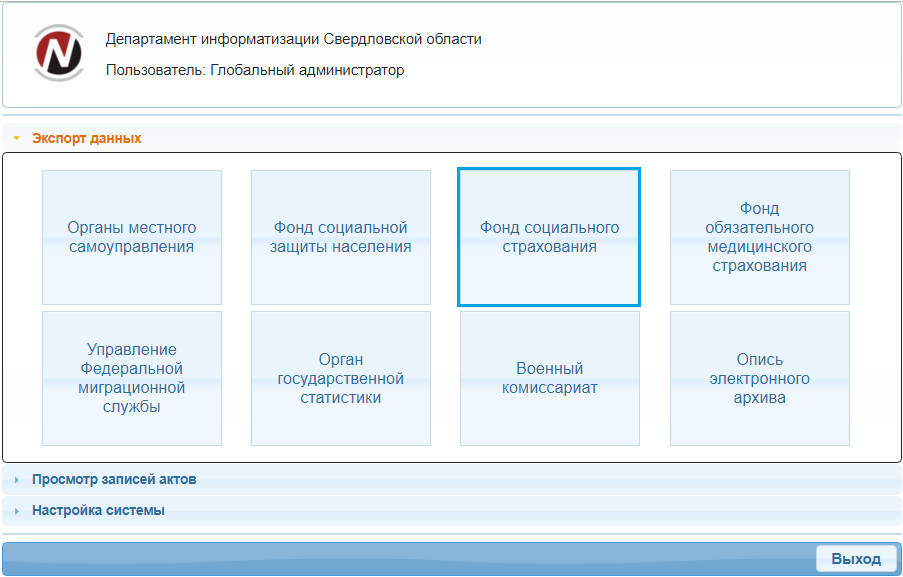 Департамент информатизации Свердловской области
Пользователь: Глобальный администратор
Экспорт данных
Органы местного
самоуправления
Фонд социальной
защиты населения
Фонд социального
страхования
Фонд
обязательного
медицинского
страхования
Управление
Федеральной
миграционной
службы
Орган
государственной
статистики
Военный
комиссариат
Опись
электронного
архива
Просмотр записей актов
Настройка системы
Выход